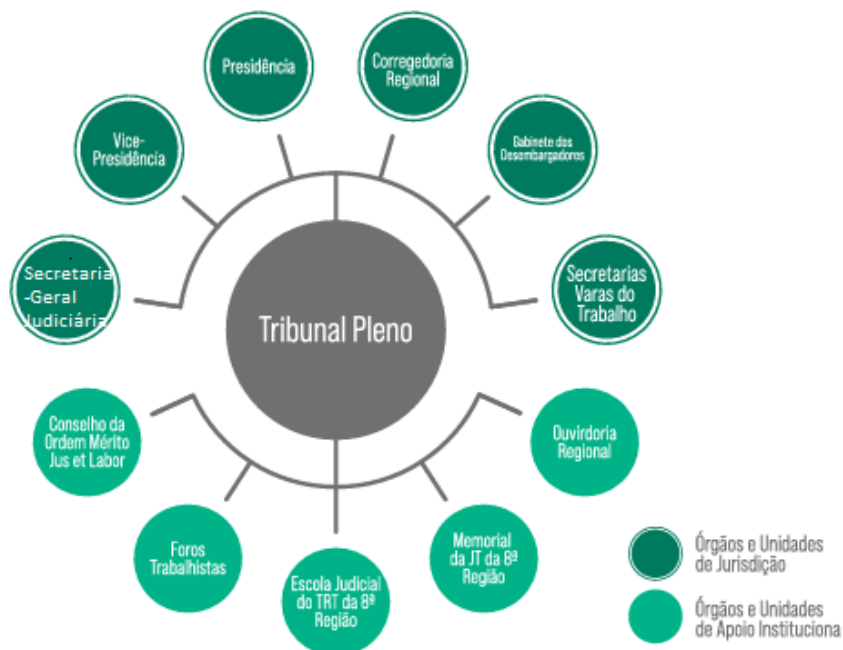 Presidência
Corregedoria
Regional
Vice-
Presidência
Gabinete dos
Desembargadores
Secretaria
-Geral
Judiciária
Secretarias
Varas do
Trabalho
Tribunal Pleno
Conselho da
Ordem Mérito
Jus et Labor
Ouvirdoria
Regional
Foros
Trabalhistas
Memorial
da JT da 8ª
Região
Escola Judicial
do TRT da 8ª
Região
Órgãos e Unidades
de Jurisdição
Órgãos e Unidades
de Apoio Instituciona